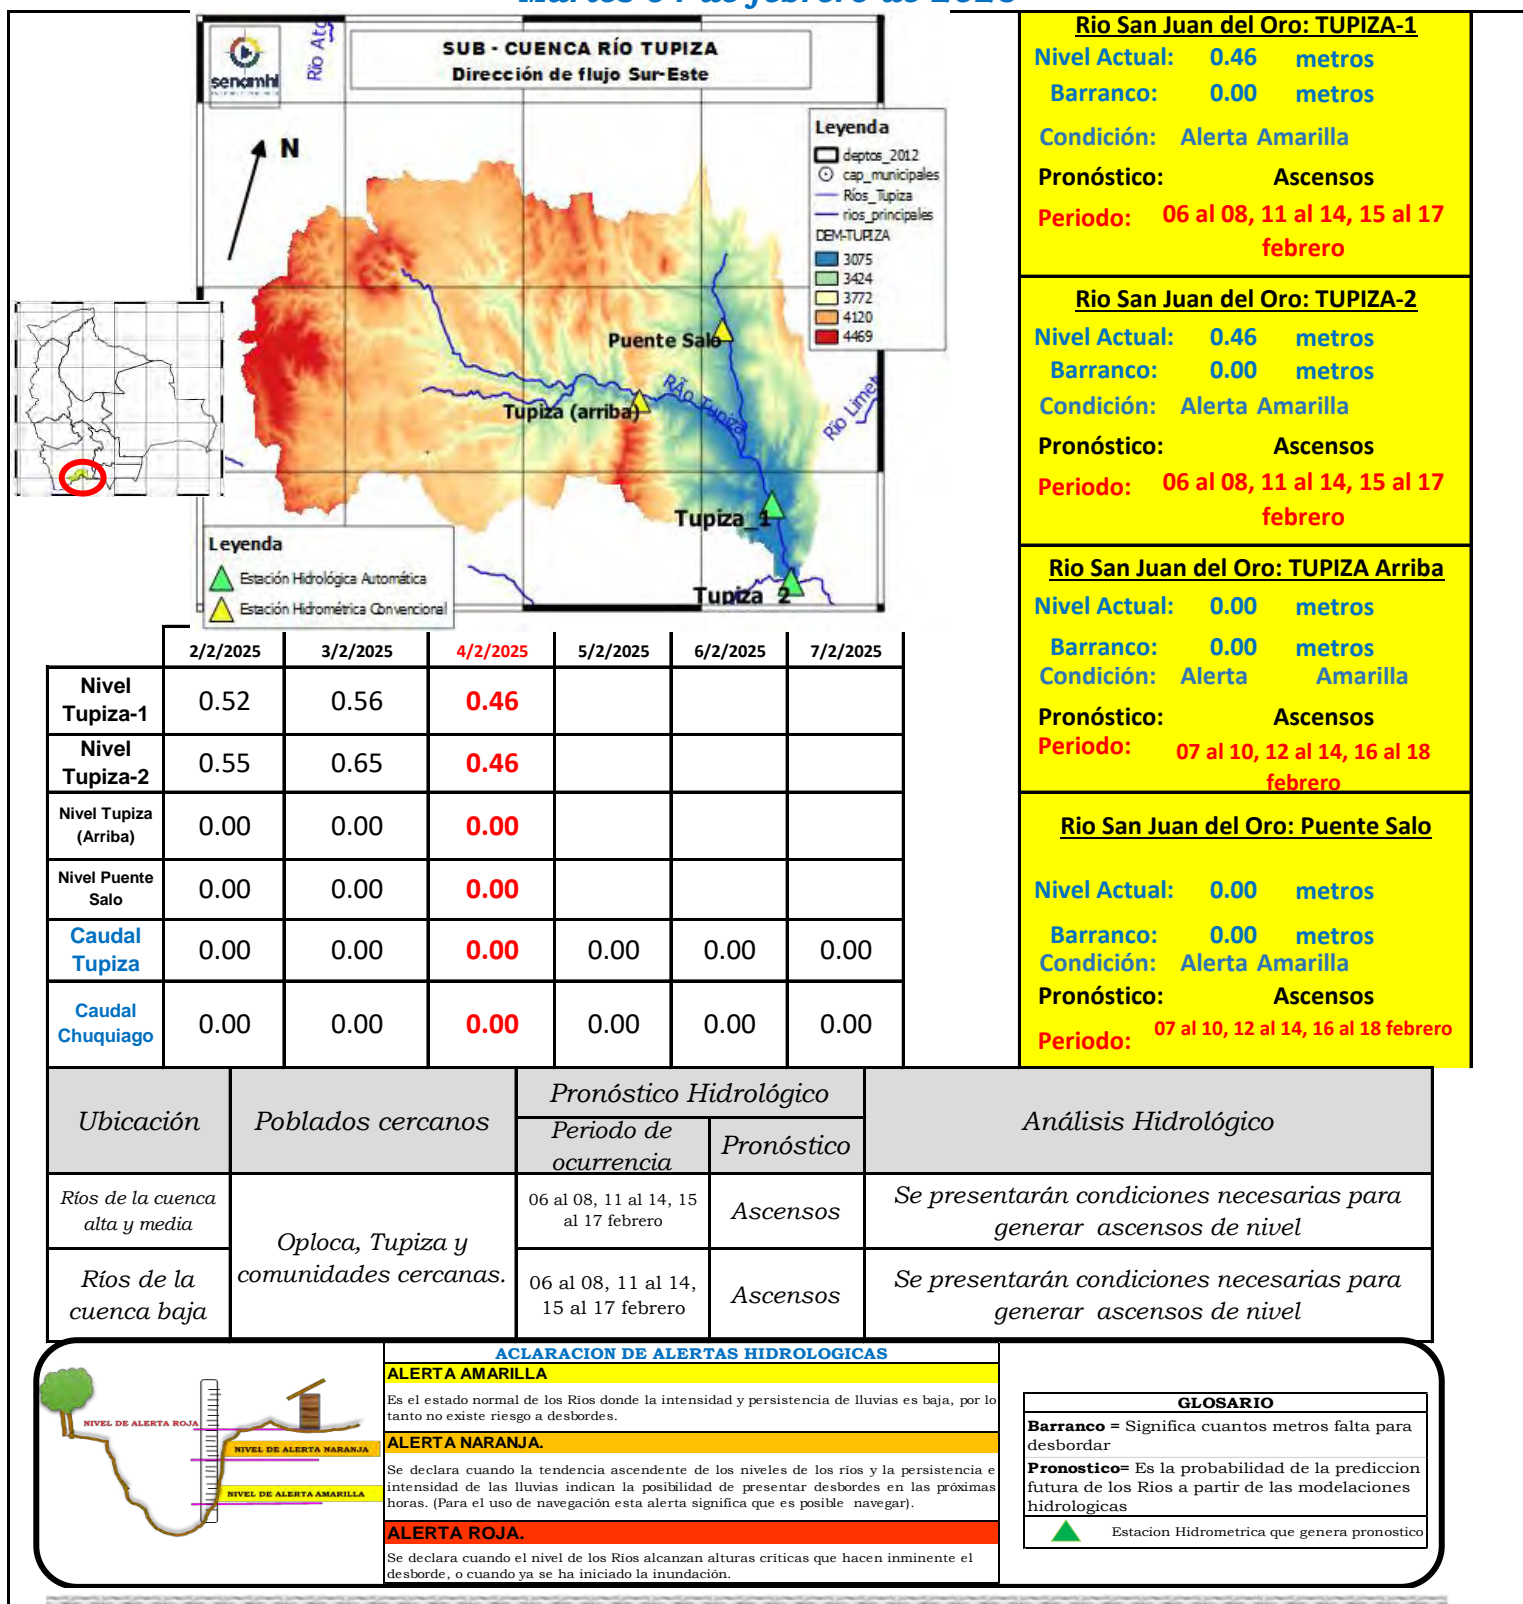 Martes 04 de febrero de 2025
senamhi
Río Ato
SUB - CUENCA RÍO TUPIZA
Dirección de flujo Sur-Este
N
Leyenda
deptos_2012
cap_municipales
Ríos_Tupiza
rios_principales
DEM-TUPIZA
3075
3424
3772
4120
4469
Puente Salo
Tupiza (arriba)
RÃ­o Tupiza
Río Limet
Tupiza_1
Tupiza_2
Leyenda
Estación Hidrológica Automática
Estación Hidrométrica Convencional
Rio San Juan del Oro: TUPIZA-1
Nivel Actual: 0.46 metros
Barranco: 0.00 metros
Condición: Alerta Amarilla
Pronóstico: Ascensos
Periodo: 06 al 08, 11 al 14, 15 al 17
febrero
Rio San Juan del Oro: TUPIZA-2
Nivel Actual: 0.46 metros
Barranco: 0.00 metros
Condición: Alerta Amarilla
Pronóstico: Ascensos
Periodo: 06 al 08, 11 al 14, 15 al 17
febrero
Rio San Juan del Oro: TUPIZA Arriba
Nivel Actual: 0.00 metros
Barranco: 0.00 metros
Condición: Alerta Amarilla
Pronóstico: Ascensos
Periodo: 07 al 10, 12 al 14, 16 al 18
febrero
Rio San Juan del Oro: Puente Salo
Nivel Actual: 0.00 metros
Barranco: 0.00 metros
Condición: Alerta Amarilla
Pronóstico: Ascensos
Periodo: 07 al 10, 12 al 14, 16 al 18 febrero
2/2/2025 3/2/2025 4/2/2025 5/2/2025 6/2/2025 7/2/2025
Nivel
Tupiza-1 0.52 0.56 0.46
Nivel
Tupiza-2 0.55 0.65 0.46
Nivel Tupiza
(Arriba) 0.00 0.00 0.00
Nivel Puente
Salo 0.00 0.00 0.00
Caudal
Tupiza 0.00 0.00 0.00 0.00 0.00 0.00
Caudal
Chuquiago 0.00 0.00 0.00 0.00 0.00 0.00
Ubicación Poblados cercanos Pronóstico Hidrológico Análisis Hidrológico
Periodo de
ocurrencia Pronóstico
Ríos de la cuenca
alta y media
Oploca, Tupiza y
comunidades cercanas.
06 al 08, 11 al 14, 15
al 17 febrero
Ascensos
Se presentarán condiciones necesarias para
generar ascensos de nivel
Ríos de la
cuenca baja
06 al 08, 11 al 14,
15 al 17 febrero
Ascensos
Se presentarán condiciones necesarias para
generar ascensos de nivel
NIVEL DE ALERTA ROJA
NIVEL DE ALERTA NARANJA
NIVEL DE ALERTA AMARILLA
ACLARACION DE ALERTAS HIDROLOGICAS
ALERTA AMARILLA
Es el estado normal de los Rios donde la intensidad y persistencia de lluvias es baja, por lo
tanto no existe riesgo a desbordes.
ALERTA NARANJA.
Se declara cuando la tendencia ascendente de los niveles de los ríos y la persistencia e
intensidad de las lluvias indican la posibilidad de presentar desbordes en las próximas
horas. (Para el uso de navegación esta alerta significa que es posible navegar).
ALERTA ROJA.
Se declara cuando el nivel de los Ríos alcanzan alturas críticas que hacen inminente el
desborde, o cuando ya se ha iniciado la inundación.
GLOSARIO
Barranco = Significa cuantos metros falta para
desbordar
Pronostico= Es la probabilidad de la prediccion
futura de los Rios a partir de las modelaciones
hidrologicas
Estacion Hidrometrica que genera pronostico